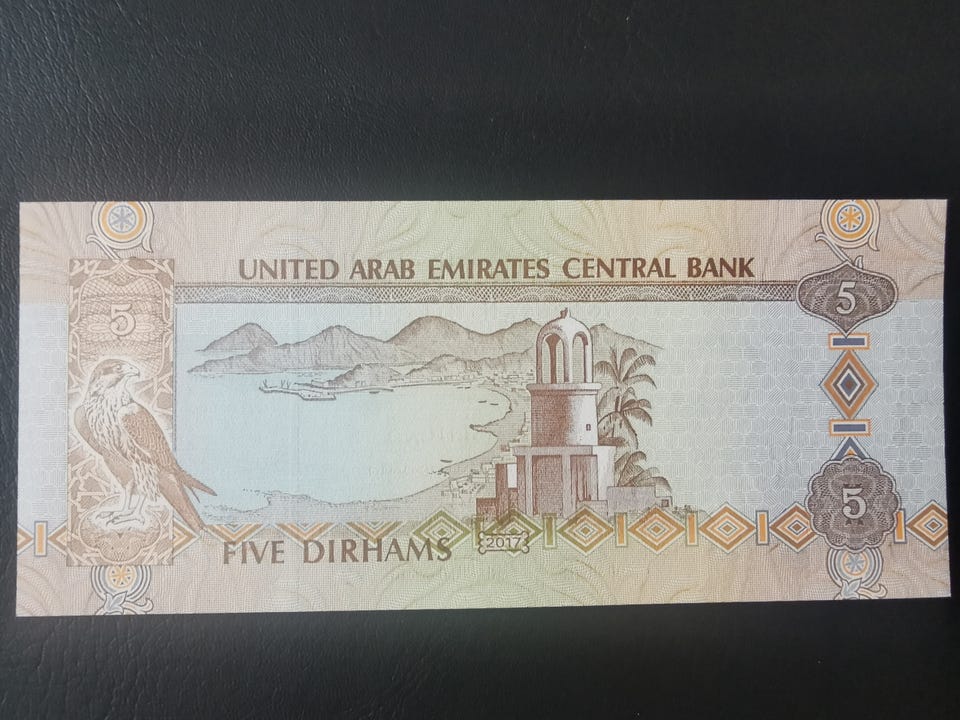 UNITED ARAB EMIRATES CENTRAL BANK
5
5
FIVE DIRHAMS
2017
5